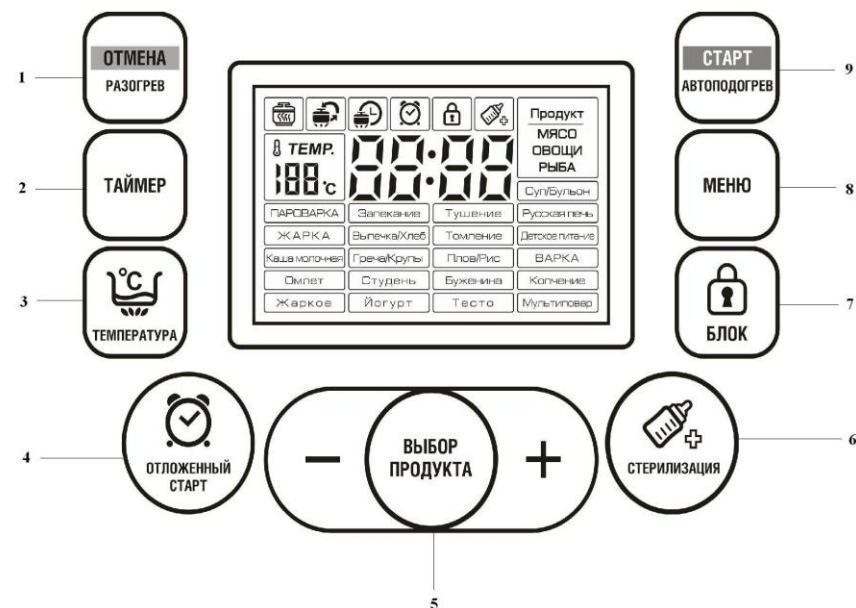 ОТМЕНА
РАЗОГРЕВ
1
ТАЙМЕР
2
°C
ТЕМПЕРАТУРА
3
ОТЛОЖЕННЫЙ
СТАРТ
4
TEMP.
188 °C
88:88
Продукт
МЯСО
ОВОЩИ
РЫБА
Суп/Бульон
ПАРОВАРКА Запекание Тушение Русская печь
ЖАРКА Выпечка/Хлеб Томление Детское питание
Каша молочная Греча/Крупы Плов/Рис ВАРКА
Омлет Студень Буженина Копчение
Жаркое Йогурт Тесто Мультиповар
−
ВЫБОР
ПРОДУКТА
+
5
СТАРТ
АВТОПОДОГРЕВ
9
МЕНЮ
8
БЛОК
7
СТЕРИЛИЗАЦИЯ
6